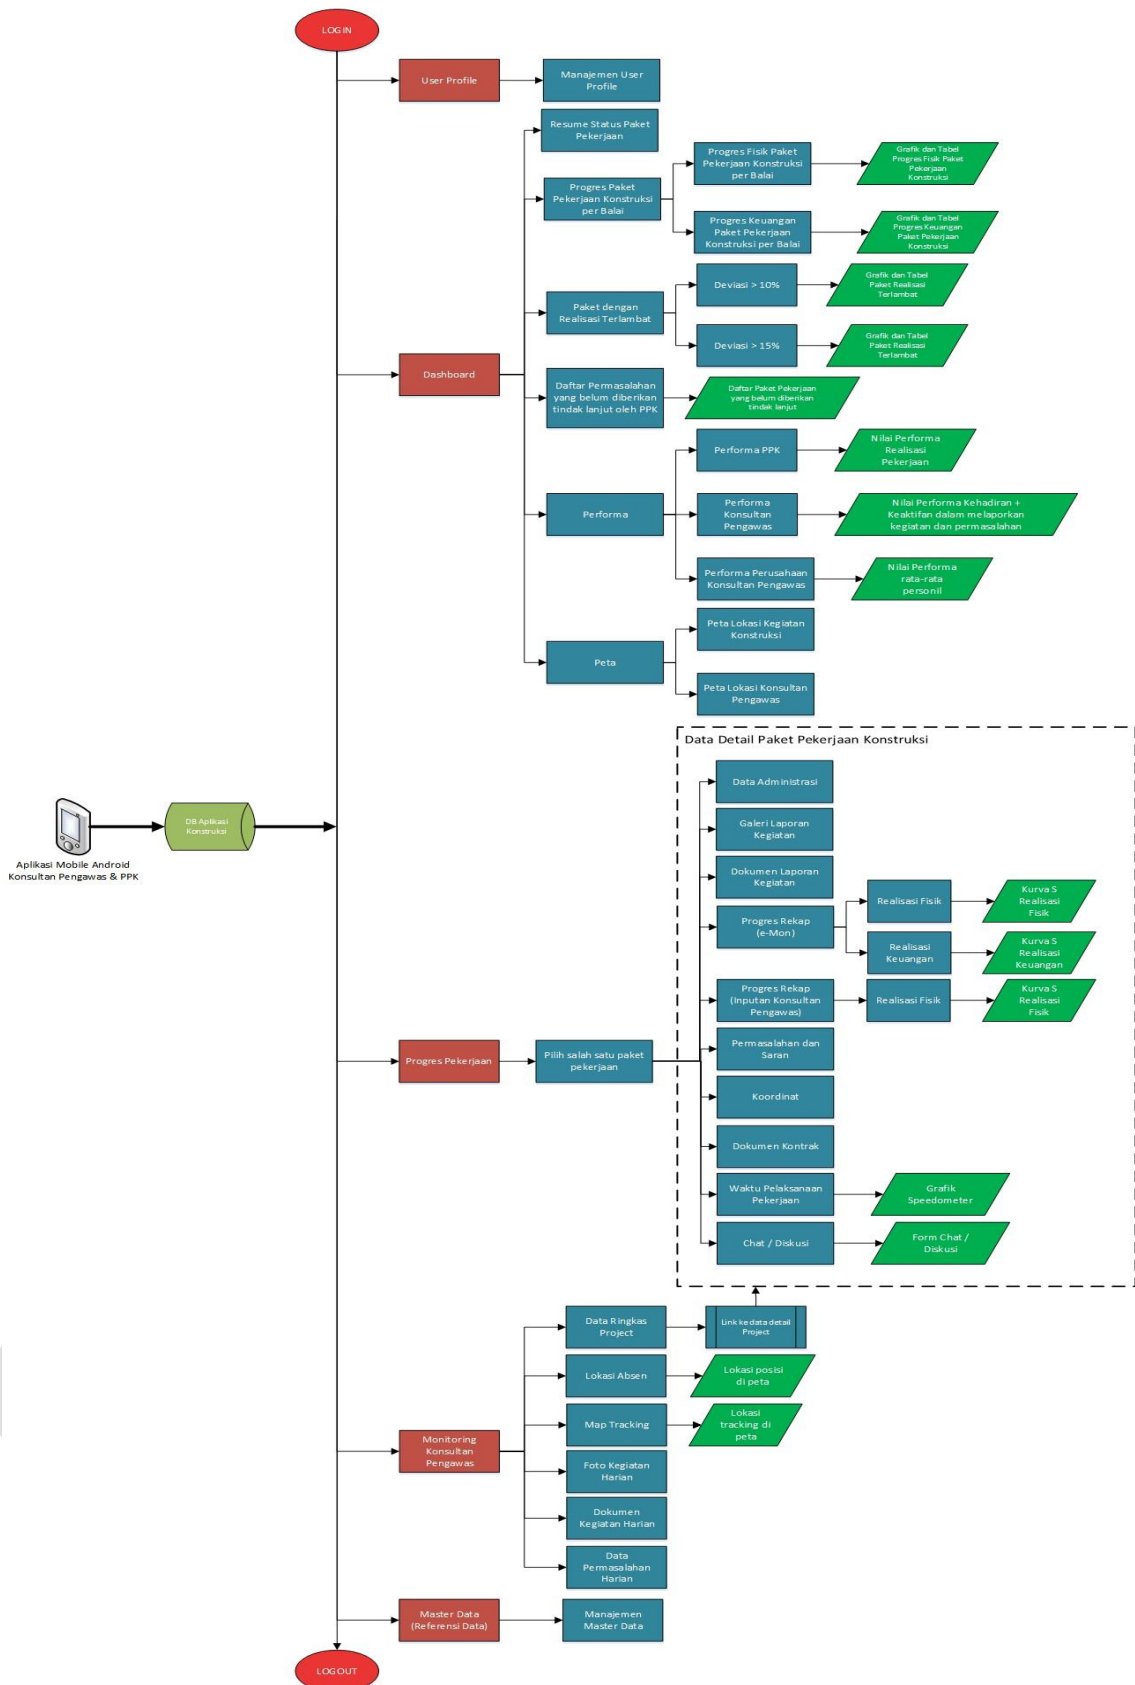 LOGIN
User Profile
Manajemen User
Profile
Resume Status Paket
Pekerjaan
Progres Paket
Pekerjaan Konstruksi
per Balai
Progres Fisik Paket
Pekerjaan Konstruksi
per Balai
Grafik dan Tabel
Progres Fisik Paket
Pekerjaan
Konstruksi
Progres Keuangan
Paket Pekerjaan
Konstruksi per Balai
Grafik dan Tabel
Progres Keuangan
Paket Pekerjaan
Konstruksi
Paket dengan
Realisasi Terlambat
Deviasi > 10%
Grafik dan Tabel
Paket Realisasi
Terlambat
Deviasi > 15%
Grafik dan Tabel
Paket Realisasi
Terlambat
Dashboard
Daftar Permasalahan
yang belum diberikan
tindak lanjut oleh PPK
Daftar Paket Pekerjaan
yang belum diberikan
tindak lanjut
Performa
Performa PPK
Nilai Performa
Realisasi
Pekerjaan
Performa
Konsultan
Pengawas
Nilai Performa Kehadiran +
Keaktifan dalam melaporkan
kegiatan dan permasalahan
Performa Perusahaan
Konsultan Pengawas
Nilai Performa
rata-rata
personil
Peta
Peta Lokasi Kegiatan
Konstruksi
Peta Lokasi Konsultan
Pengawas
Aplikasi Mobile Android
Konsultan Pengawas & PPK
DB Aplikasi
Konstruksi
Data Detail Paket Pekerjaan Konstruksi
Data Administrasi
Galeri Laporan
Kegiatan
Dokumen Laporan
Kegiatan
Progres Rekap
(e-Mon)
Realisasi Fisik
Kurva S
Realisasi
Fisik
Realisasi
Keuangan
Kurva S
Realisasi
Keuangan
Progres Rekap
(Inputan Konsultan
Pengawas)
Realisasi Fisik
Kurva S
Realisasi
Fisik
Progres Pekerjaan
Pilih salah satu paket
pekerjaan
Permasalahan dan
Saran
Koordinat
Dokumen Kontrak
Waktu Pelaksanaan
Pekerjaan
Grafik
Speedometer
Chat / Diskusi
Form Chat /
Diskusi
Data Ringkas
Project
Link ke data detail
Project
Lokasi Absen
Lokasi posisi
di peta
Map Tracking
Lokasi
tracking di
peta
Monitoring
Konsultan
Pengawas
Foto Kegiatan
Harian
Dokumen
Kegiatan Harian
Data
Permasalahan
Harian
Master Data
(Referensi Data)
Manajemen
Master Data
LOGOUT